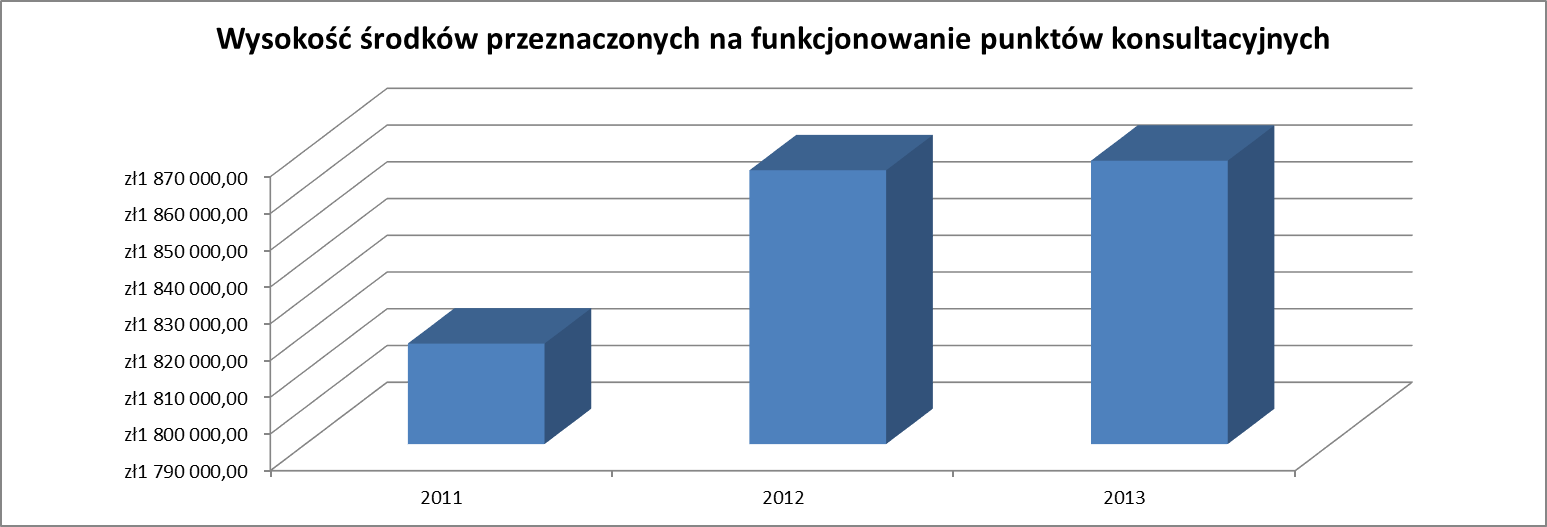 Wysokość środków przeznaczonych na funkcjonowanie punktów konsultacyjnych
zł1 870 000,00
zł1 860 000,00
zł1 850 000,00
zł1 840 000,00
zł1 830 000,00
zł1 820 000,00
zł1 810 000,00
zł1 800 000,00
zł1 790 000,00
2011 2012 2013